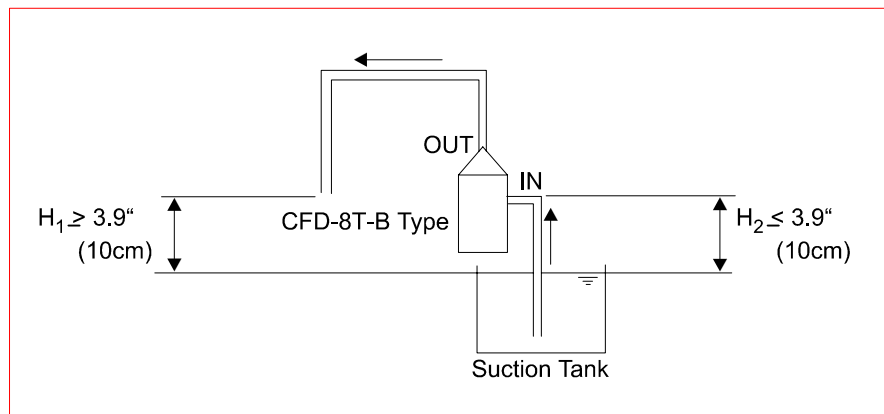 OUT
IN
H₁ ≥ 3.9“
(10cm)
CFD-8T-B Type
H₂ ≤ 3.9“
(10cm)
Suction Tank